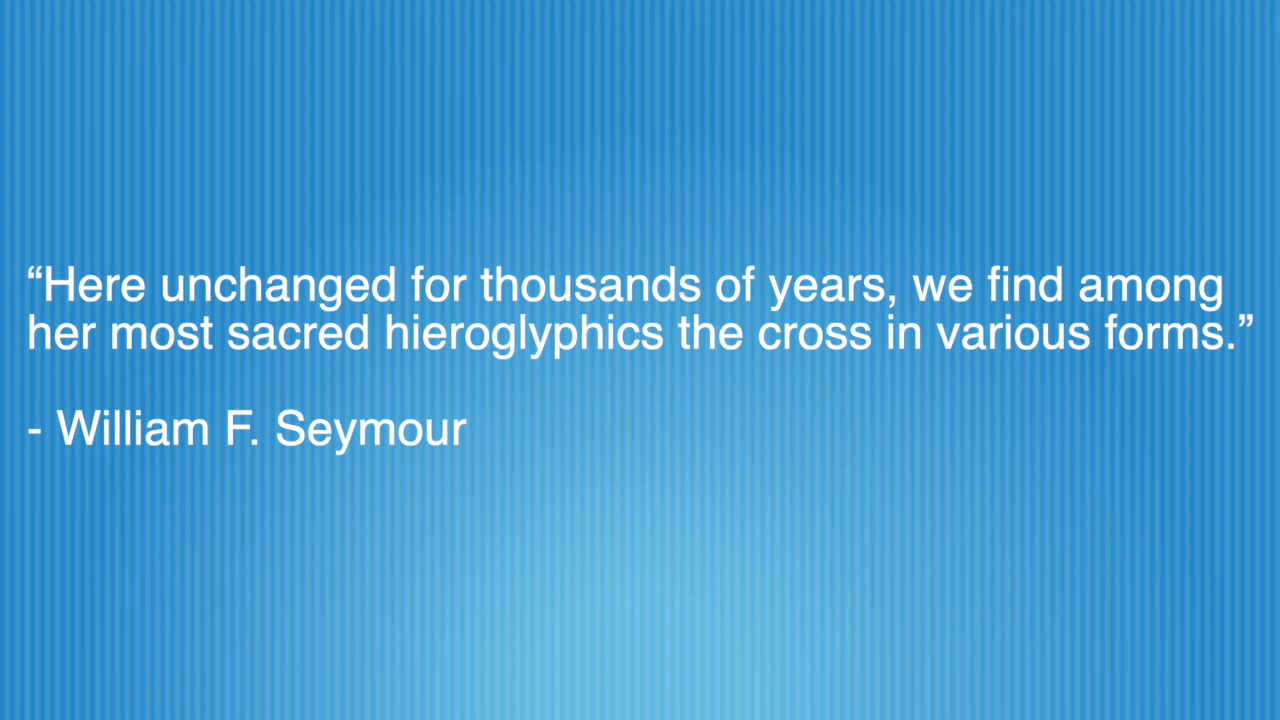 “Here unchanged for thousands of years, we find among
her most sacred hieroglyphics the cross in various forms.”
- William F. Seymour